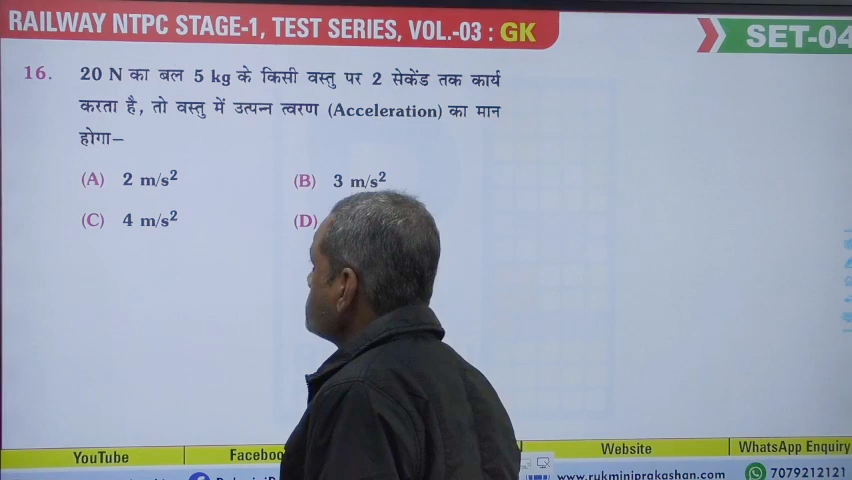 RAILWAY NTPC STAGE-1, TEST SERIES, VOL.-03 : GK
SET-04
16. 20 N का बल 5 kg के किसी वस्तु पर 2 सेकेंड तक कार्य
करता है, तो वस्तु में उत्पन्न त्वरण (Acceleration) का मान
होगा–
(A) 2 m/s² (B) 3 m/s²
(C) 4 m/s² (D)
YouTube Website WhatsApp Enquiry
www.rukminiprakashan.com 7079212121